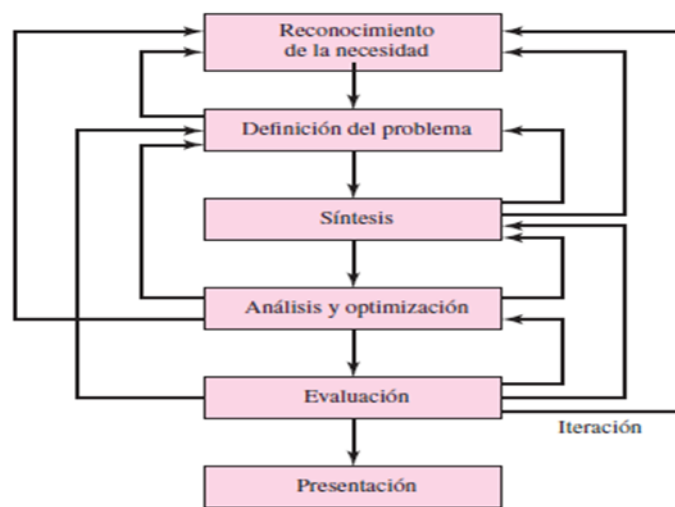 Reconocimiento
de la necesidad
Definición del problema
Síntesis
Análisis y optimización
Evaluación
Iteración
Presentación